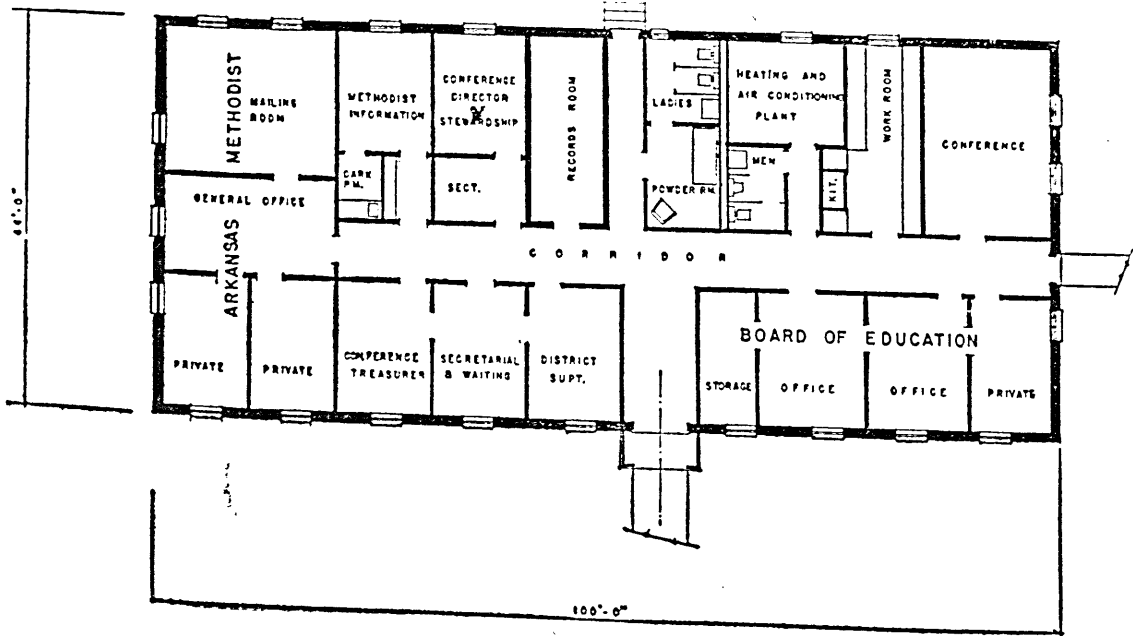 METHODIST
ARKANSAS
MAILING
ROOM
METHODIST
INFORMATION
CONFERENCE
DIRECTOR
STEWARDSHIP
RECORDS ROOM
LADIES
HEATING AND
AIR CONDITIONING
PLANT
WORK ROOM
CONFERENCE
DARK
RM.
SECT.
POWDER RM.
MEN
KIT.
GENERAL OFFICE
44'-0"
CORRIDOR
BOARD OF EDUCATION
PRIVATE
PRIVATE
CONFERENCE
TREASURER
SECRETARIAL
& WAITING
DISTRICT
SUPT.
STORAGE
OFFICE
OFFICE
PRIVATE
100'-0"